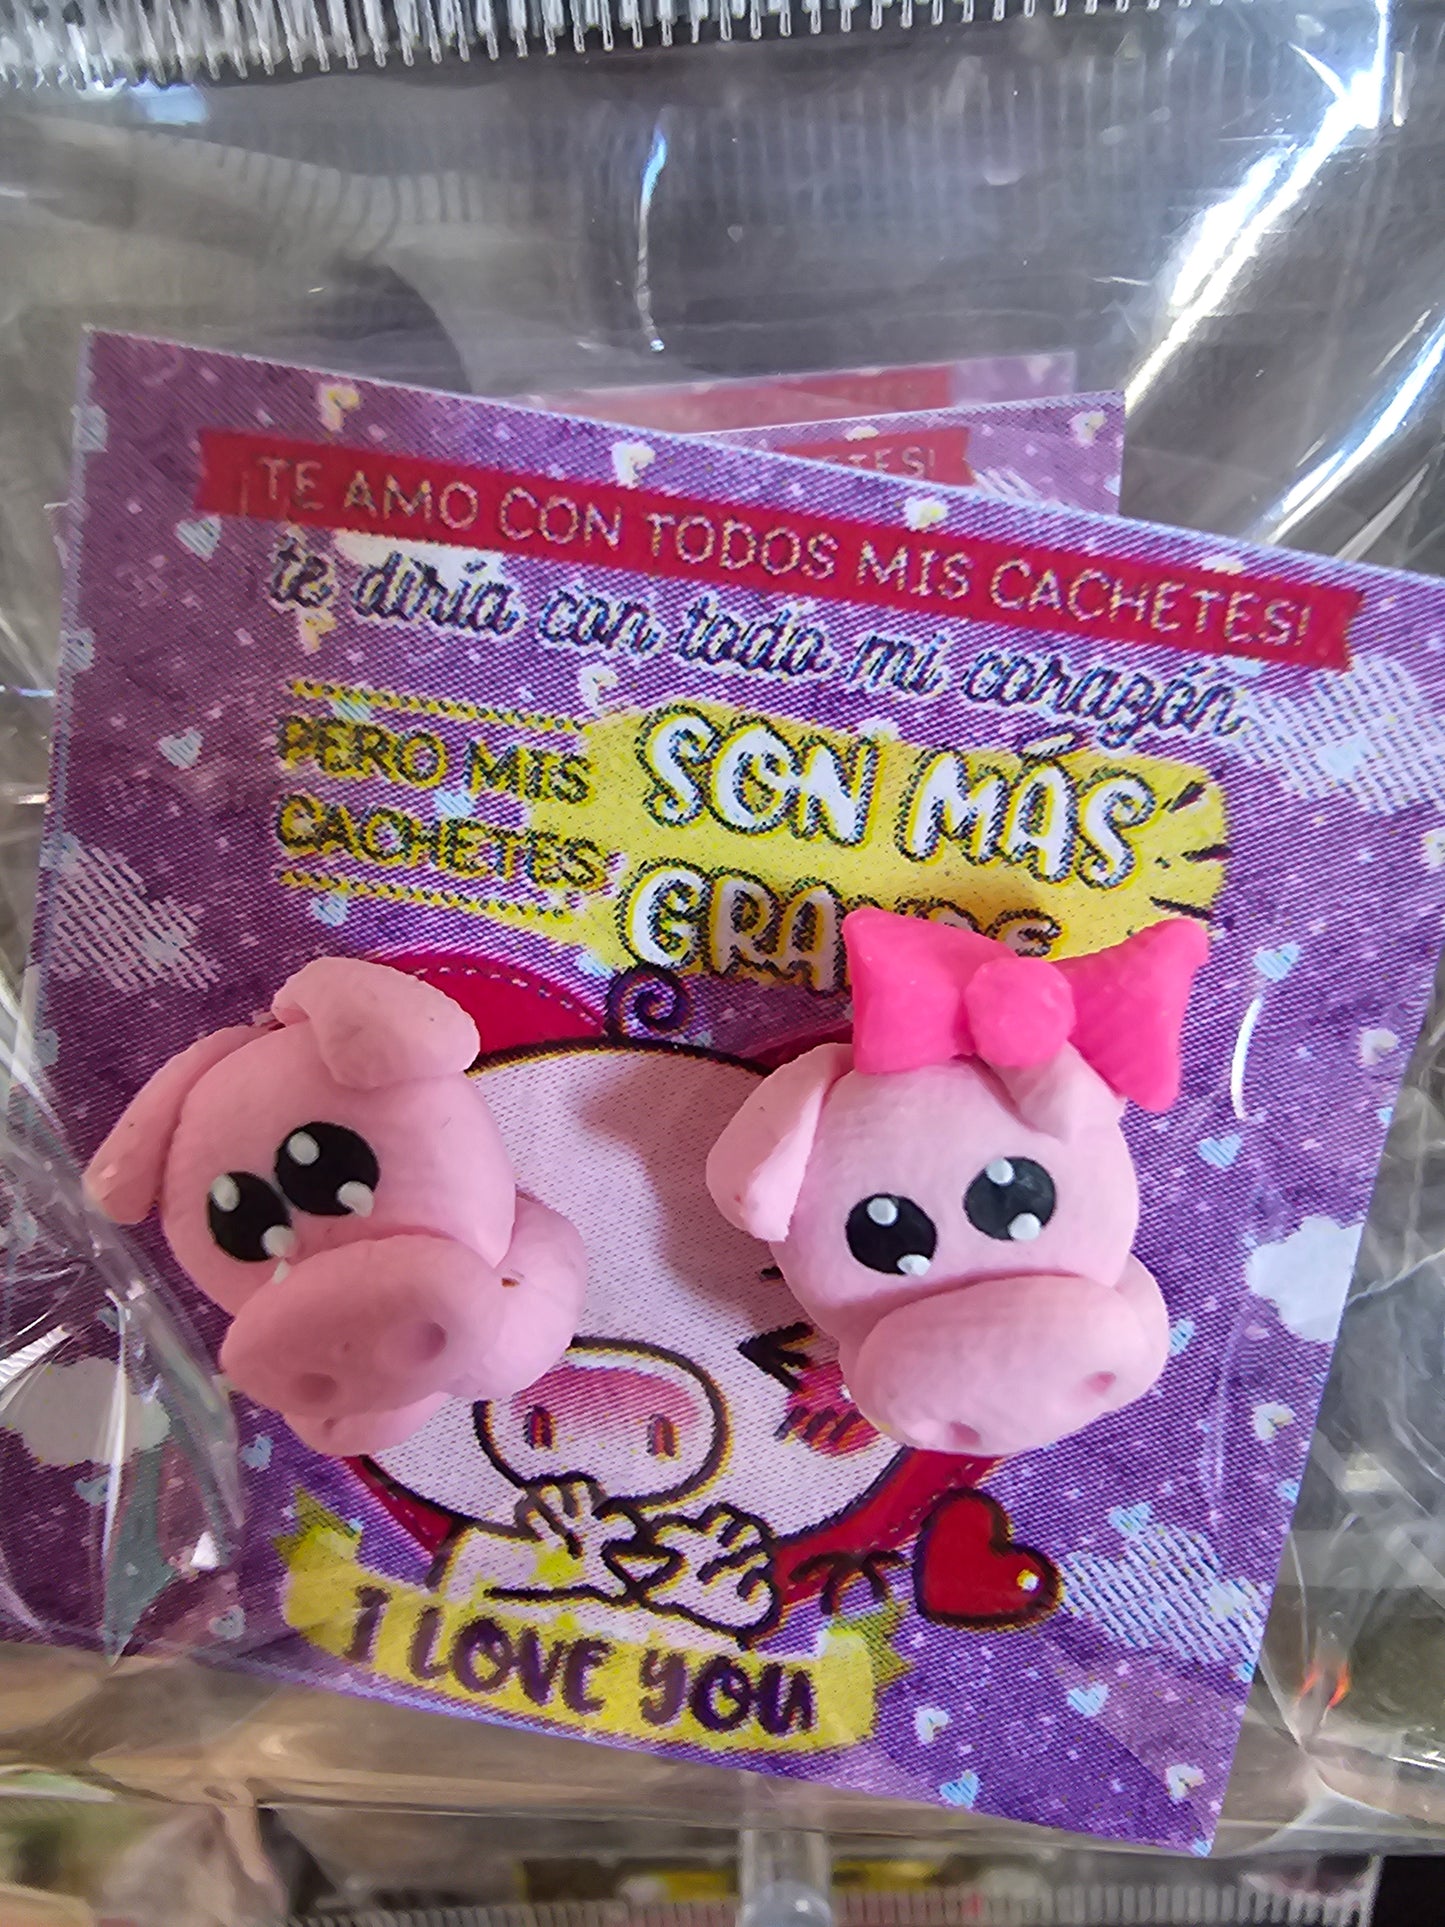 ¡TE AMO CON TODOS MIS CACHETES!
te diría con todo mi corazón
PERO MIS
CACHETES
SON MÁS
I LOVE YOU
ETES!